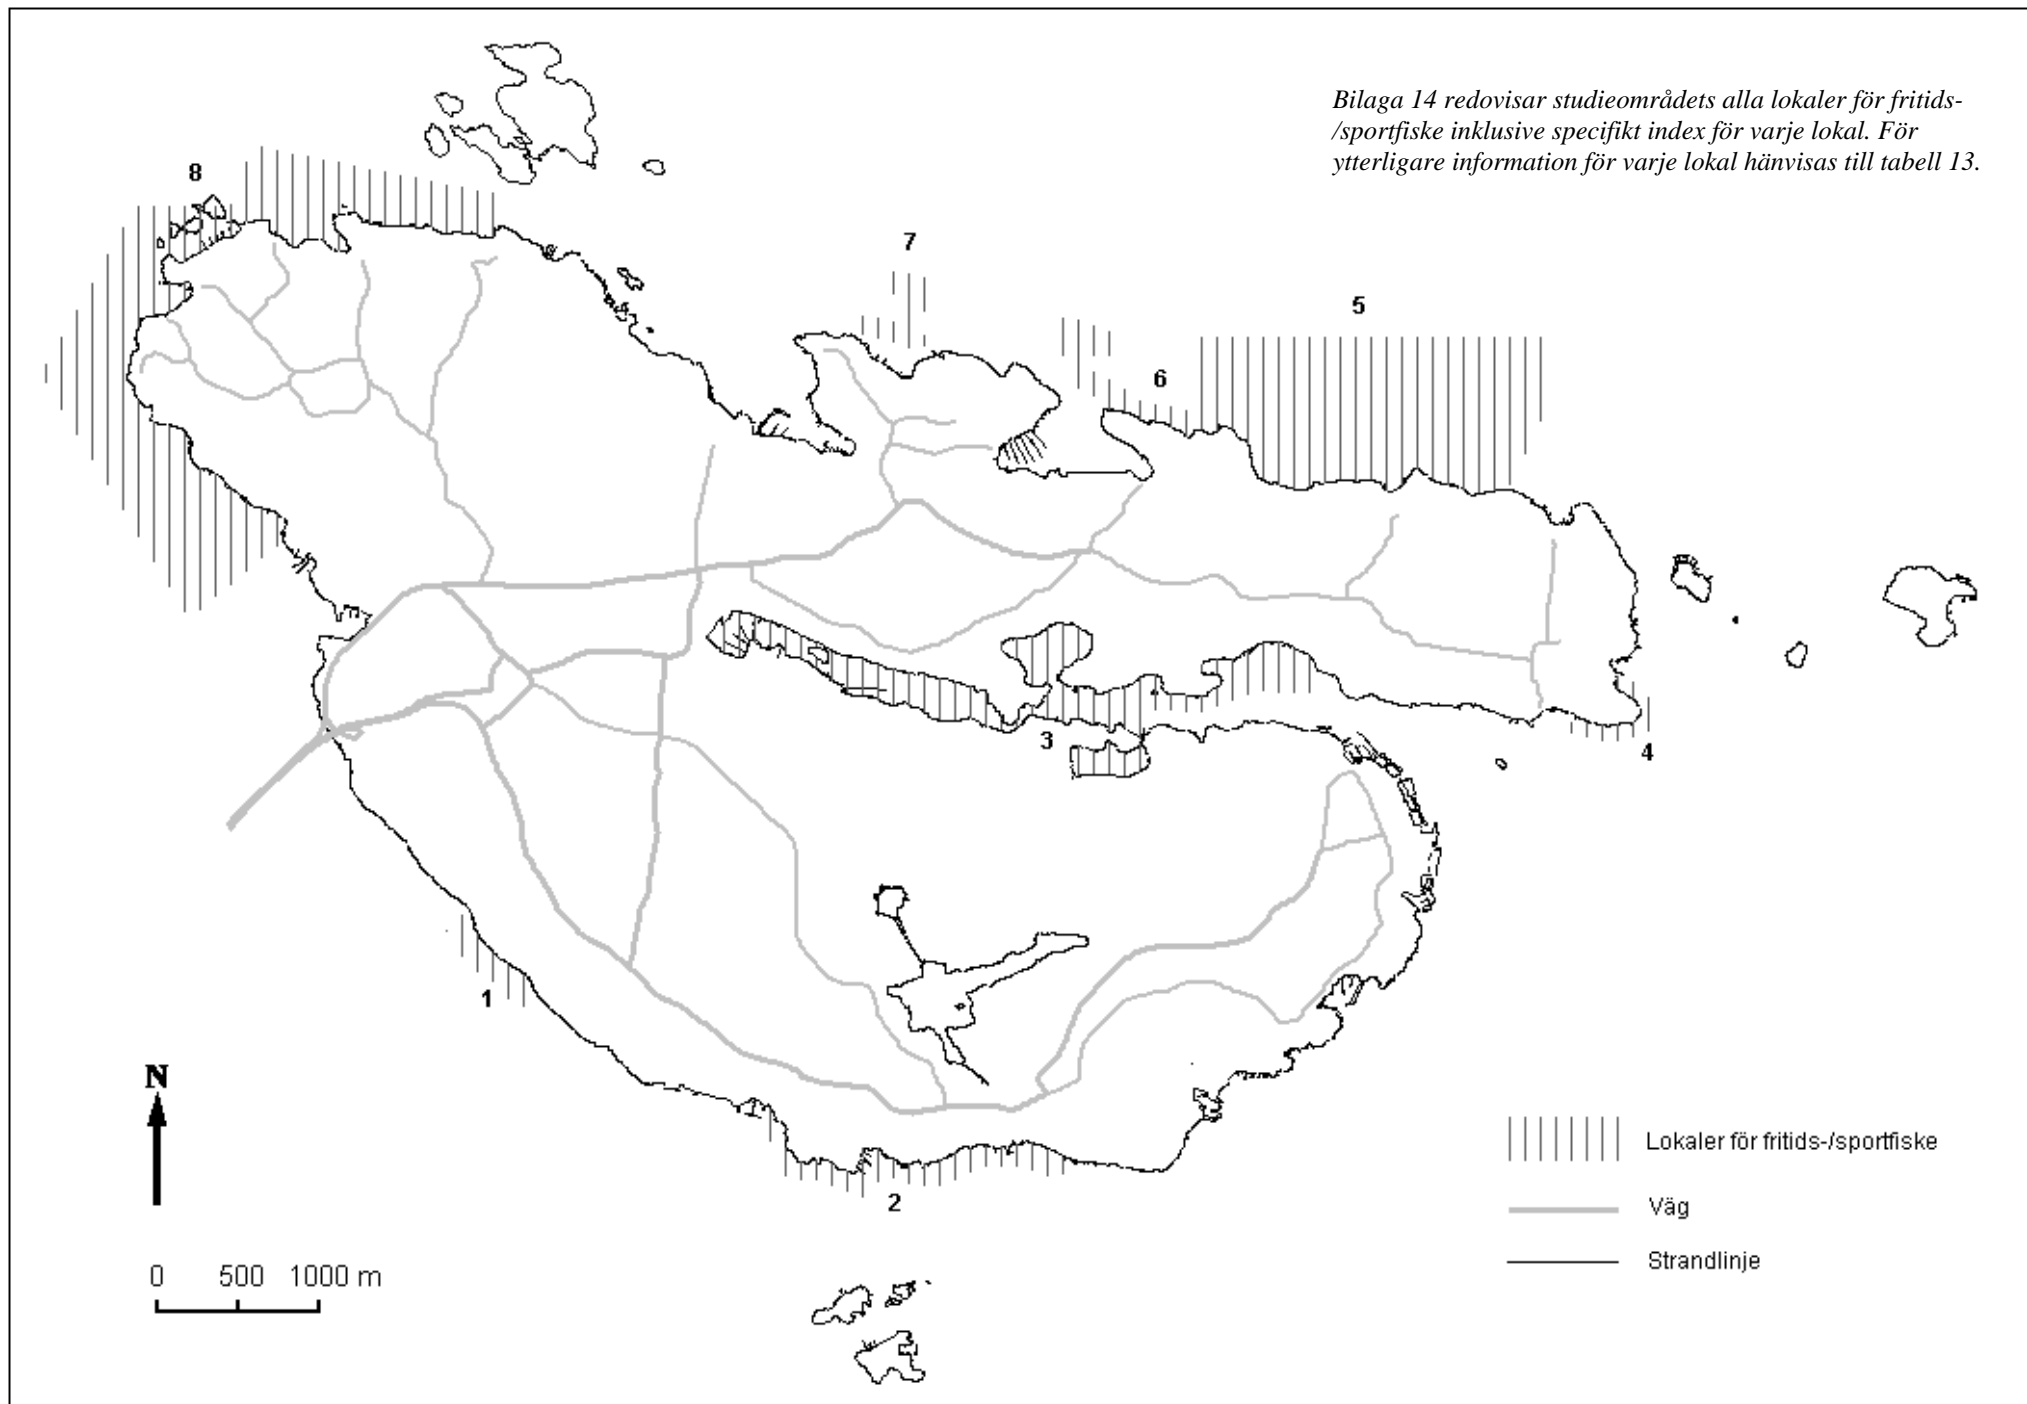 Bilaga 14 redovisar studieområdets alla lokaler för fritids-
/sportfiske inklusive specifikt index för varje lokal. För
ytterligare information för varje lokal hänvisas till tabell 13.
8
7
5
6
3
4
1
2
N
0 500 1000 m
Lokaler för fritids-/sportfiske
Väg
Strandlinje